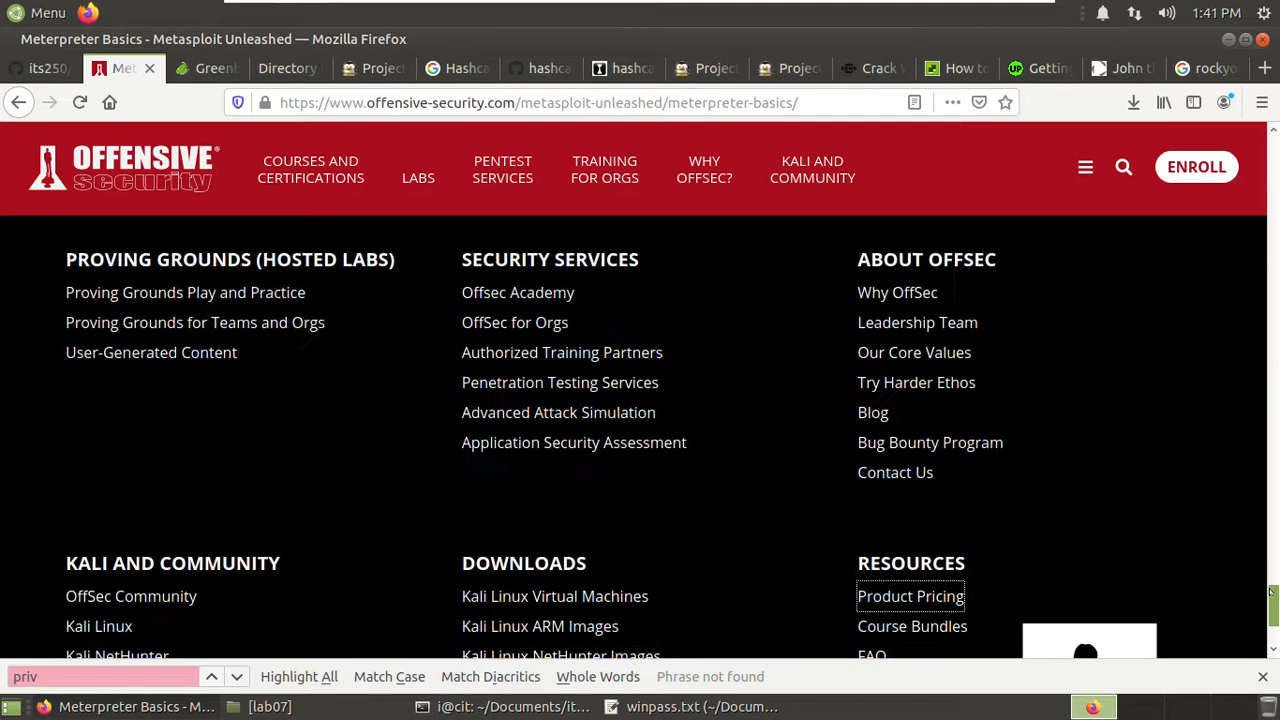 Menu
1:41 PM
Meterpreter Basics - Metasploit Unleashed — Mozilla Firefox
its250/
Met
Greenb
Directory
Project
Hashca
hashca
hashca
Project
Project
Crack W
How to
Getting
John th
rockyo
https://www.offensive-security.com/metasploit-unleashed/meterpreter-basics/
OFFENSIVE
security
COURSES AND
CERTIFICATIONS
LABS
PENTEST
SERVICES
TRAINING
FOR ORGS
WHY
OFFSEC?
KALI AND
COMMUNITY
ENROLL
PROVING GROUNDS (HOSTED LABS)
Proving Grounds Play and Practice
Proving Grounds for Teams and Orgs
User-Generated Content
SECURITY SERVICES
Offsec Academy
OffSec for Orgs
Authorized Training Partners
Penetration Testing Services
Advanced Attack Simulation
Application Security Assessment
ABOUT OFFSEC
Why OffSec
Leadership Team
Our Core Values
Try Harder Ethos
Blog
Bug Bounty Program
Contact Us
KALI AND COMMUNITY
OffSec Community
Kali Linux
Kali NetHunter
DOWNLOADS
Kali Linux Virtual Machines
Kali Linux ARM Images
Kali Linux NetHunter Images
RESOURCES
Product Pricing
Course Bundles
FAQ
priv
Highlight All
Match Case
Match Diacritics
Whole Words
Phrase not found
Meterpreter Basics - M...
[lab07]
i@cit: ~/Documents/it...
winpass.txt (~/Docum...